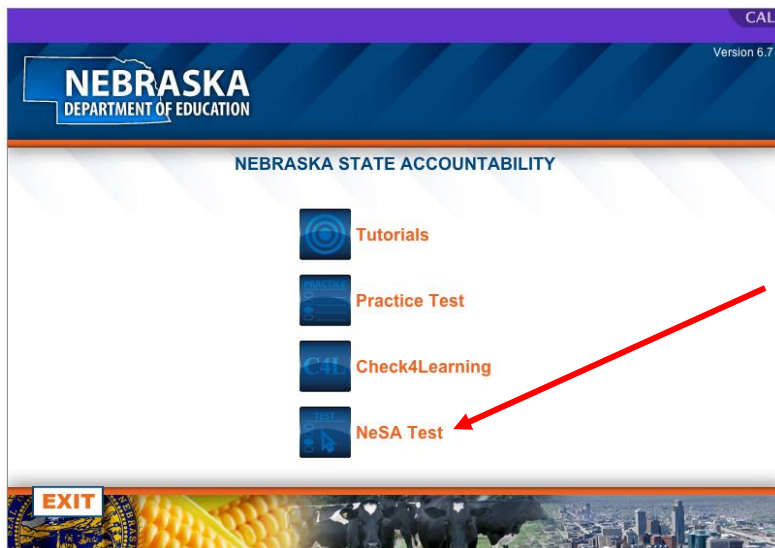 CAL
Version 6.7
NEBRASKA
DEPARTMENT OF EDUCATION
NEBRASKA STATE ACCOUNTABILITY
Tutorials
PRACTICE
Practice Test
C4L
Check4Learning
TEST
NeSA Test
EXIT